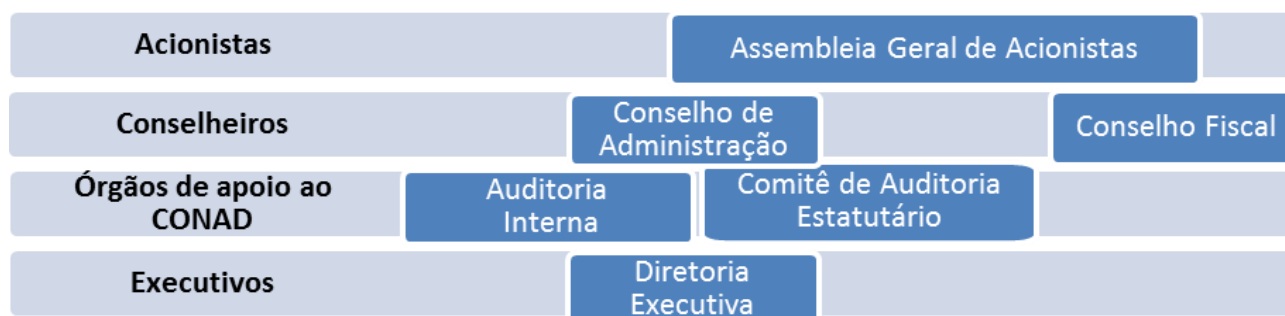 Acionistas
Assembleia Geral de Acionistas
Conselheiros
Conselho de
Administração
Conselho Fiscal
Órgãos de apoio ao
CONAD
Auditoria
Interna
Comitê de Auditoria
Estatutário
Executivos
Diretoria
Executiva